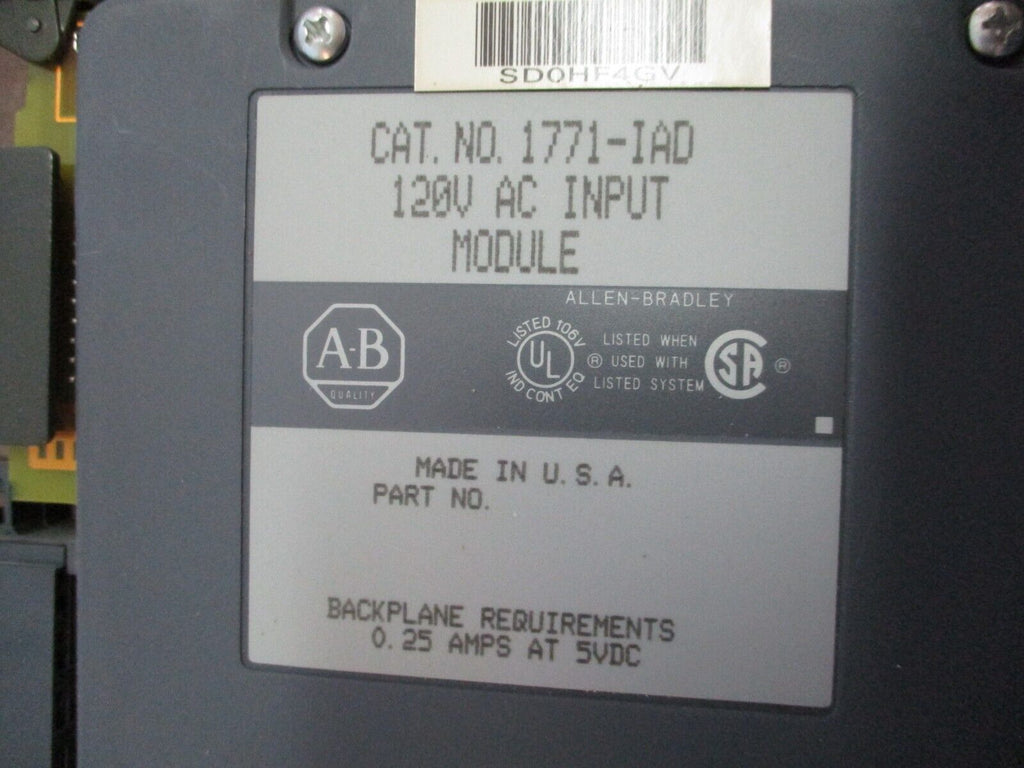 SD0HF4GV
CAT. NO. 1771-IAD
120V AC INPUT
MODULE
ALLEN-BRADLEY
A·B
QUALITY
LISTED 106V
UL
IND CONT EQ
®
LISTED WHEN
USED WITH
LISTED SYSTEM
SA
®
MADE IN U.S.A.
PART NO.
BACKPLANE REQUIREMENTS
0.25 AMPS AT 5VDC